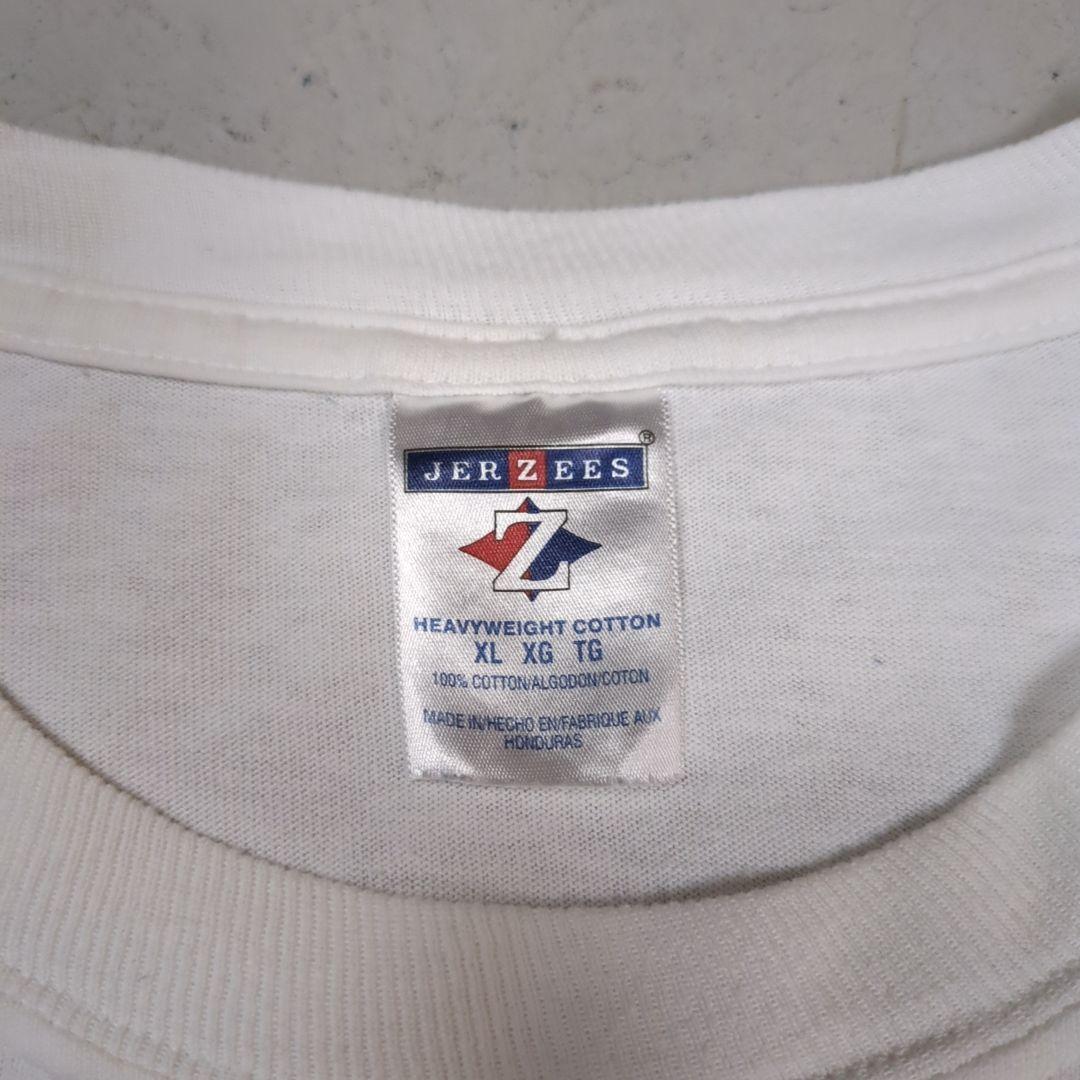 JERZEES®
Z
HEAVYWEIGHT COTTON
XL XG TG
100% COTTON/ALGODON/COTON
MADE IN/HECHO EN/FABRIQUE AUX
HONDURAS